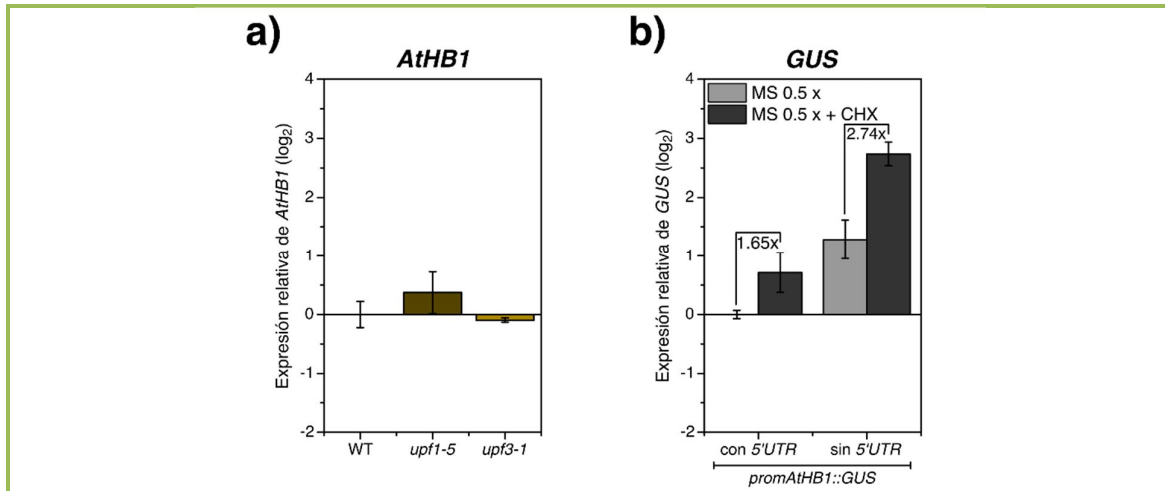 a)
AtHB1
Expresión relativa de AtHB1 (log2)
4
3
2
1
0
-1
-2
WT
upf1-5
upf3-1
b)
GUS
Expresión relativa de GUS (log2)
4
3
2
1
0
-1
-2
MS 0.5 x
MS 0.5 x + CHX
1.65x
2.74x
con 5'UTR
sin 5'UTR
promAtHB1::GUS